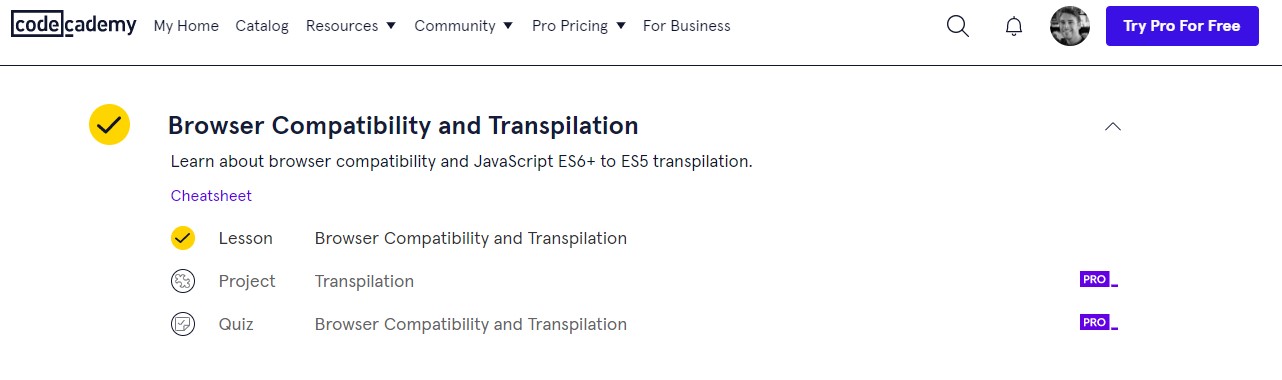 codecademy My Home Catalog Resources Community Pro Pricing For Business Try Pro For Free
Browser Compatibility and Transpilation
Learn about browser compatibility and JavaScript ES6+ to ES5 transpilation.
Cheatsheet
Lesson Browser Compatibility and Transpilation
Project Transpilation PRO
Quiz Browser Compatibility and Transpilation PRO